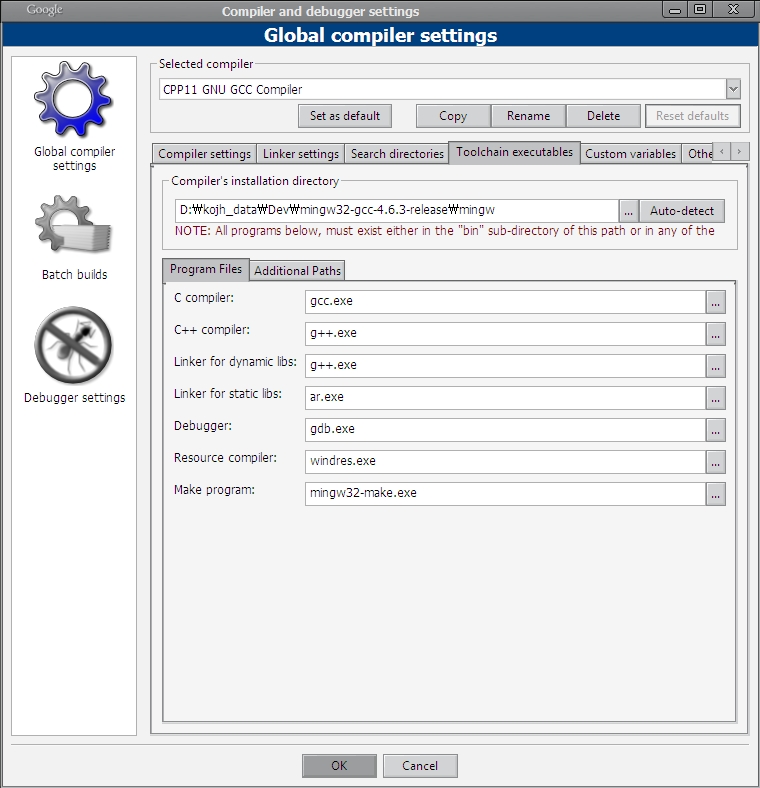 Google
Compiler and debugger settings
Global compiler settings
Global compiler settings
Batch builds
Debugger settings
Selected compiler
CPP11 GNU GCC Compiler
Set as default Copy Rename Delete Reset defaults
Compiler settings Linker settings Search directories Toolchain executables Custom variables Othe
Compiler's installation directory
D:₩kojh_data₩Dev₩mingw32-gcc-4.6.3-release₩mingw ... Auto-detect
NOTE: All programs below, must exist either in the "bin" sub-directory of this path or in any of the
Program Files Additional Paths
C compiler: gcc.exe ...
C++ compiler: g++.exe ...
Linker for dynamic libs: g++.exe ...
Linker for static libs: ar.exe ...
Debugger: gdb.exe ...
Resource compiler: windres.exe ...
Make program: mingw32-make.exe ...
OK Cancel